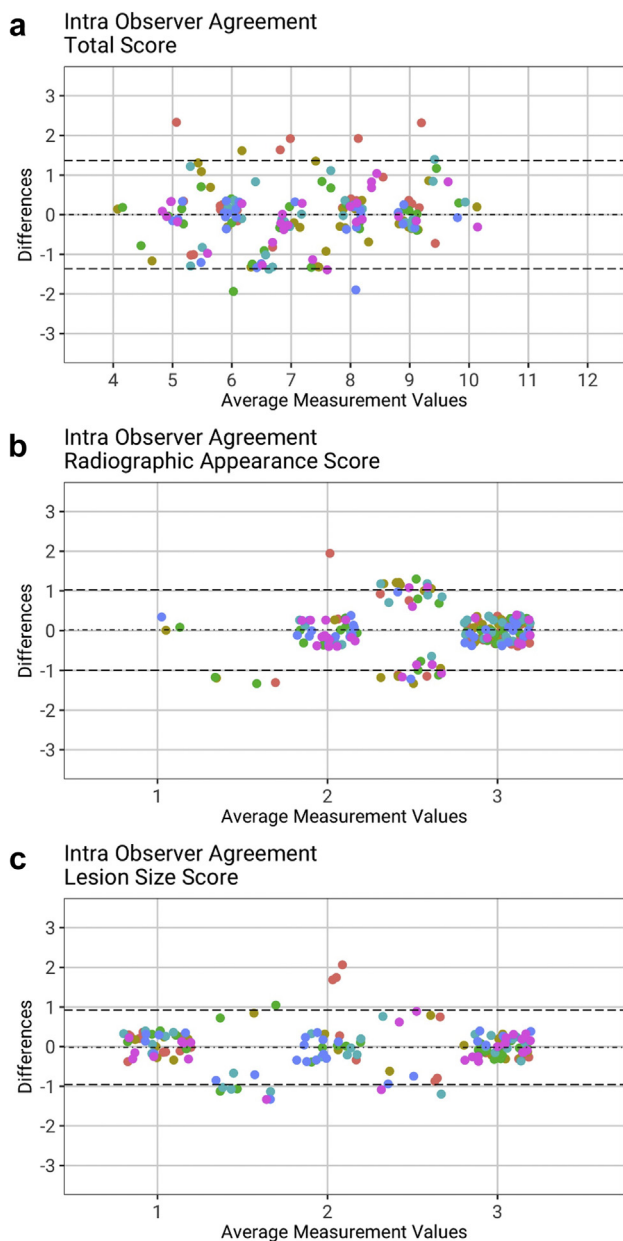 a
Intra Observer Agreement
Total Score
3
2
1
0
-1
-2
-3
Differences
4 5 6 7 8 9 10 11 12
Average Measurement Values
b
Intra Observer Agreement
Radiographic Appearance Score
3
2
1
0
-1
-2
-3
Differences
1 2 3
Average Measurement Values
c
Intra Observer Agreement
Lesion Size Score
3
2
1
0
-1
-2
-3
Differences
1 2 3
Average Measurement Values